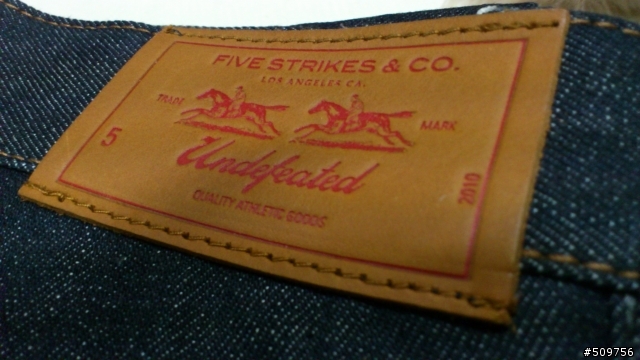 FIVE STRIKES & CO.
LOS ANGELES CA.
TRADE MARK
5
Undefeated
2010
QUALITY ATHLETIC GOODS
#509756